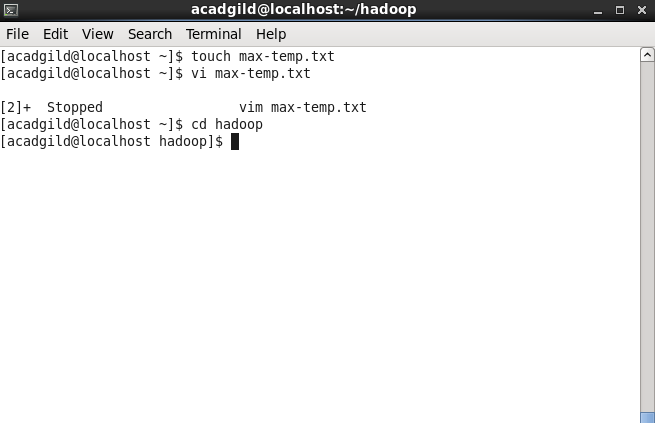 acadgild@localhost:~/hadoop
File Edit View Search Terminal Help
[acadgild@localhost ~]$ touch max-temp.txt
[acadgild@localhost ~]$ vi max-temp.txt
[2]+  Stopped                 vim max-temp.txt
[acadgild@localhost ~]$ cd hadoop
[acadgild@localhost hadoop]$